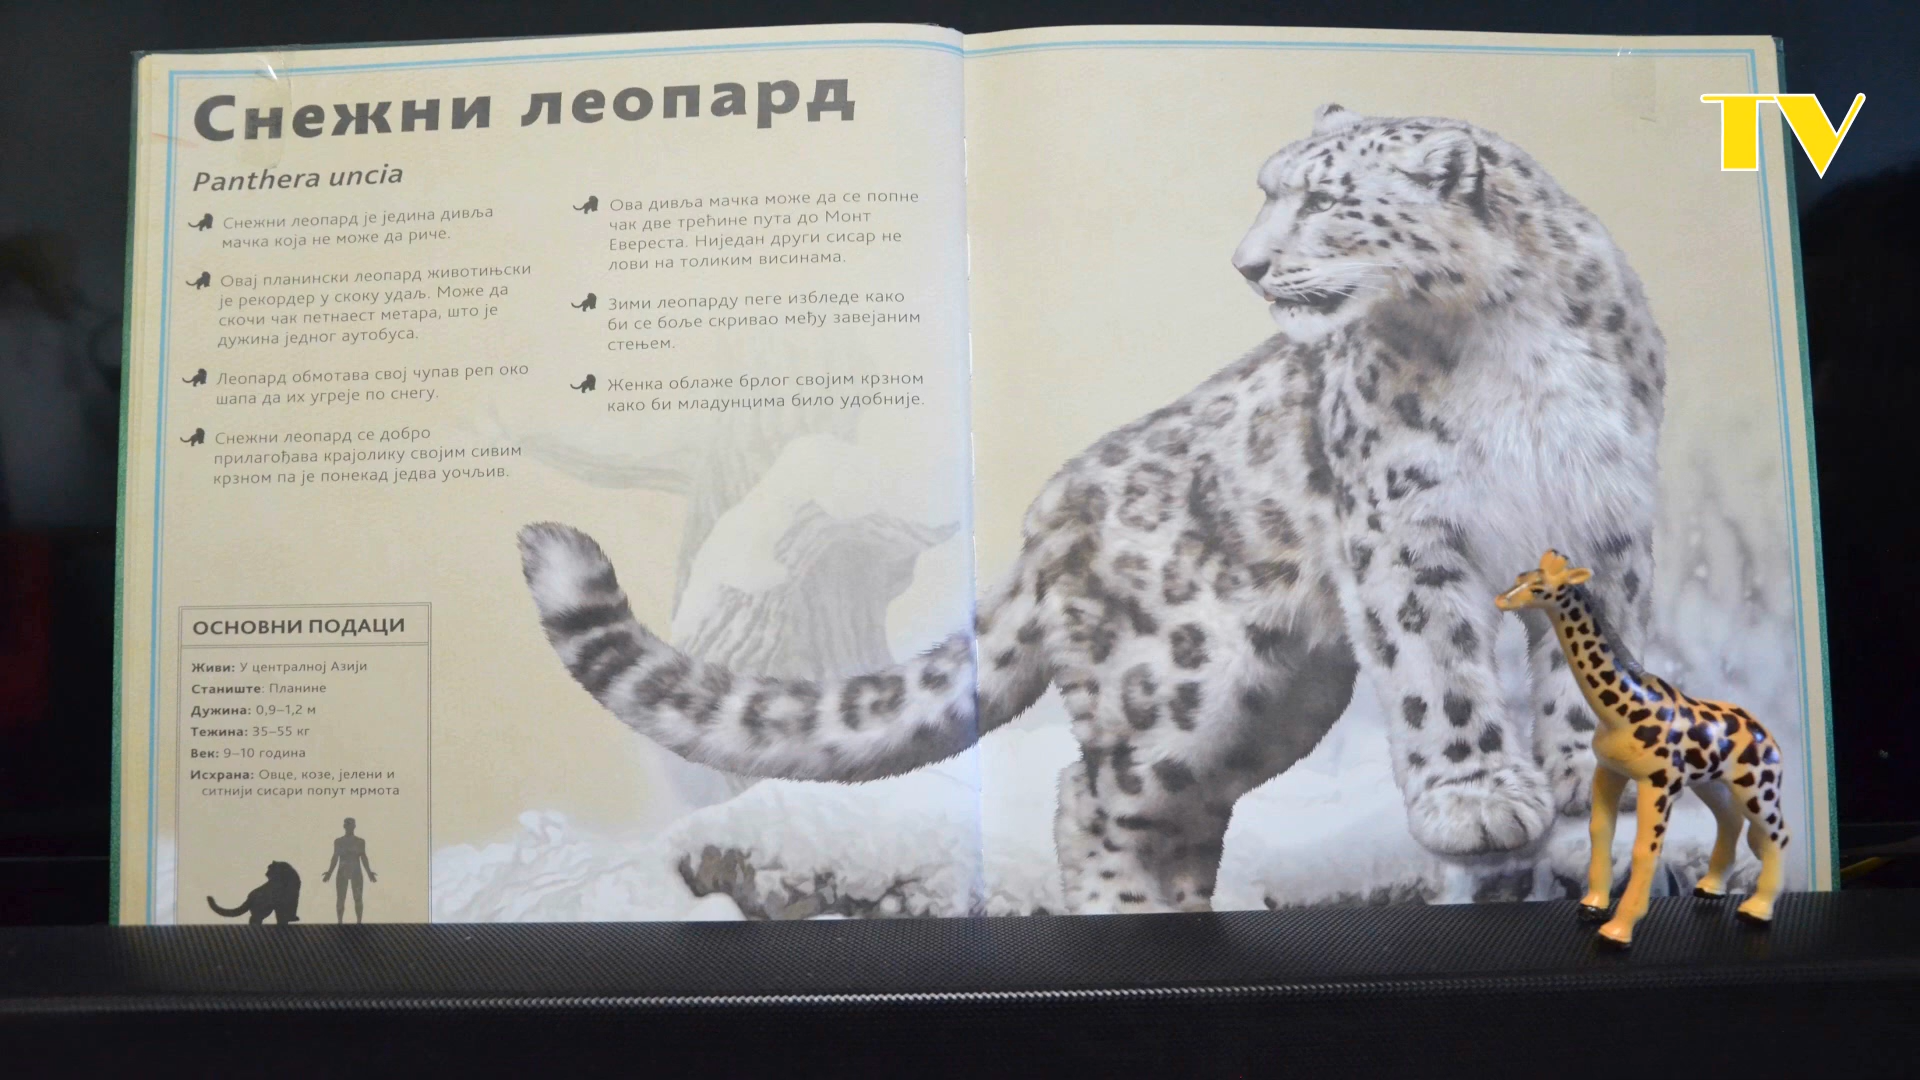 Снежни леопард
Panthera uncia
Снежни леопард је једина дивља
мачка која не може да риче.
Овај планински леопард животињски
је рекордер у скоку удаљ. Може да
скочи чак петнаест метара, што је
дужина једног аутобуса.
Леопард обмотава свој чупав реп око
шапа да их угреје по снегу.
Снежни леопард се добро
прилагођава крајолику својим сивим
крзном па је понекад једва уочљив.
Ова дивља мачка може да се попне
чак две трећине пута до Монт
Евереста. Ниједан други сисар не
лови на толиким висинама.
Зими леопарду пеге избледе како
би се боље скривао међу завејаним
стењем.
Женка облаже брлог својим крзном
како би младунцима било удобније.
ОСНОВНИ ПОДАЦИ
Живи: У централној Азији
Станиште: Планине
Дужина: 0,9–1,2 м
Тежина: 35–55 кг
Век: 9–10 година
Исхрана: Овце, козе, јелени и
ситнији сисари попут мрмота
TV